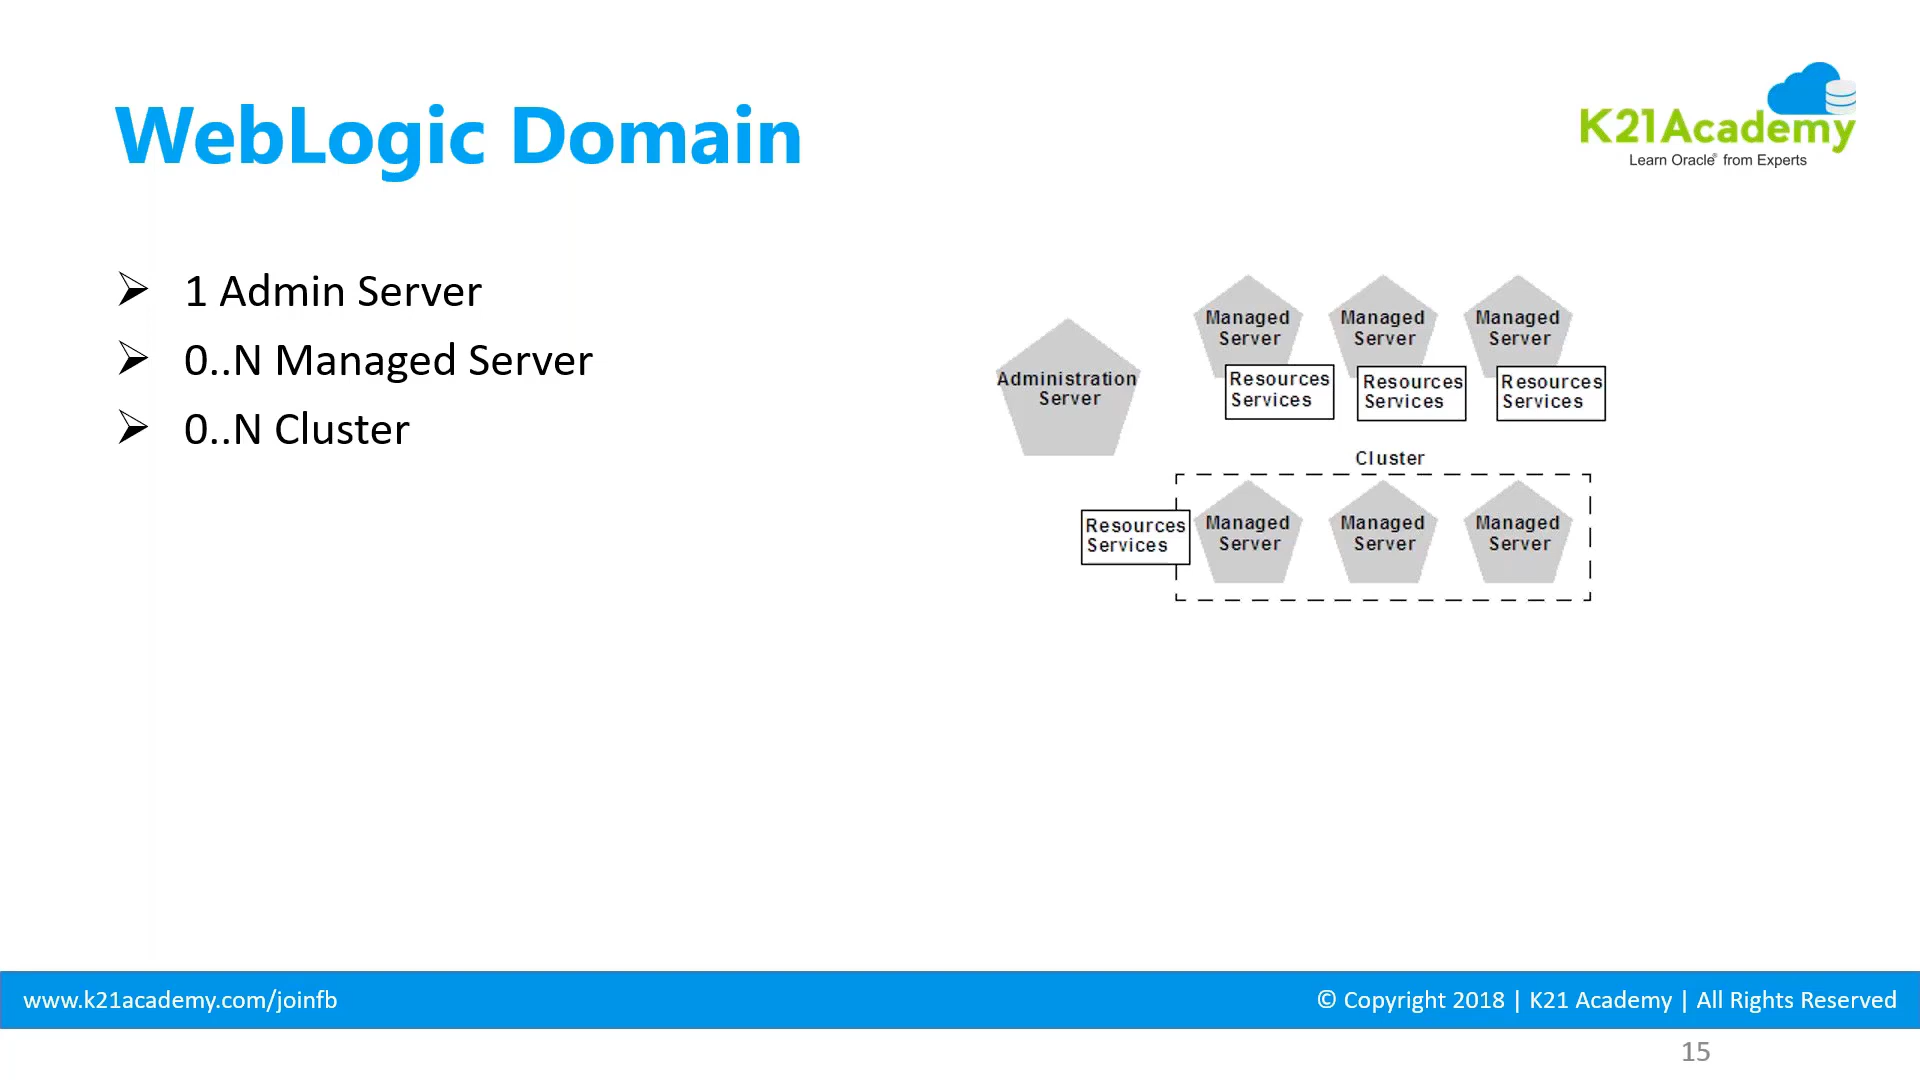 WebLogic Domain
K21Academy
Learn Oracle® from Experts
➢ 1 Admin Server
➢ 0..N Managed Server
➢ 0..N Cluster
Administration
Server
Managed
Server
Resources
Services
Managed
Server
Resources
Services
Managed
Server
Resources
Services
Cluster
Resources
Services
Managed
Server
Managed
Server
Managed
Server
www.k21academy.com/joinfb
© Copyright 2018 | K21 Academy | All Rights Reserved
15